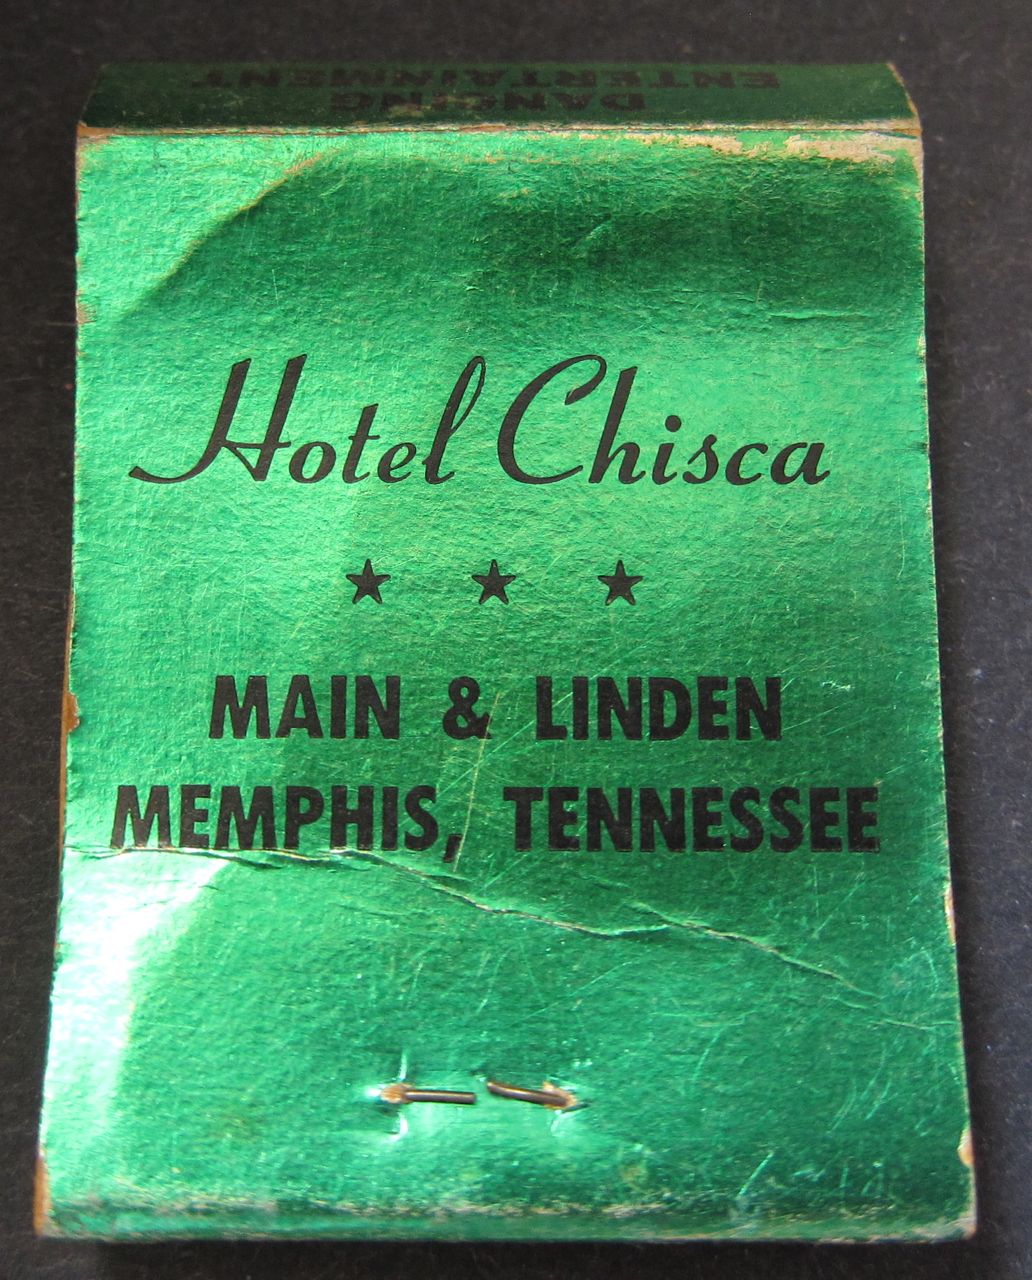 DANCING
ENTERTAINMENT
Hotel Chisca
MAIN & LINDEN
MEMPHIS, TENNESSEE